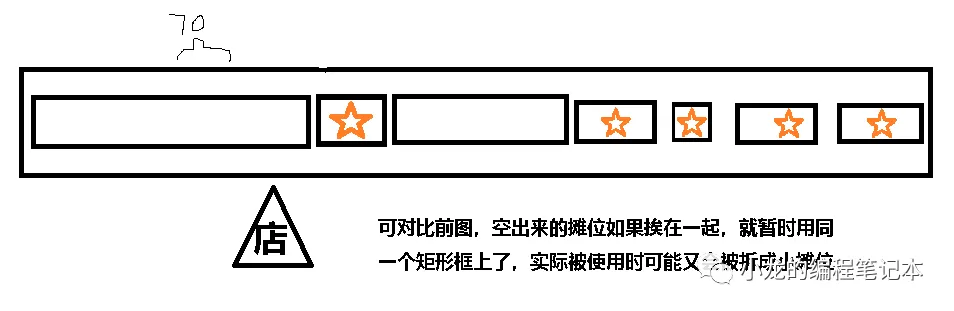 70
店
可对比前图，空出来的摊位如果挨在一起，就暂时用同
一个矩形框上了，实际被使用时可能又会被拆成小摊位
小龙的编程笔记本